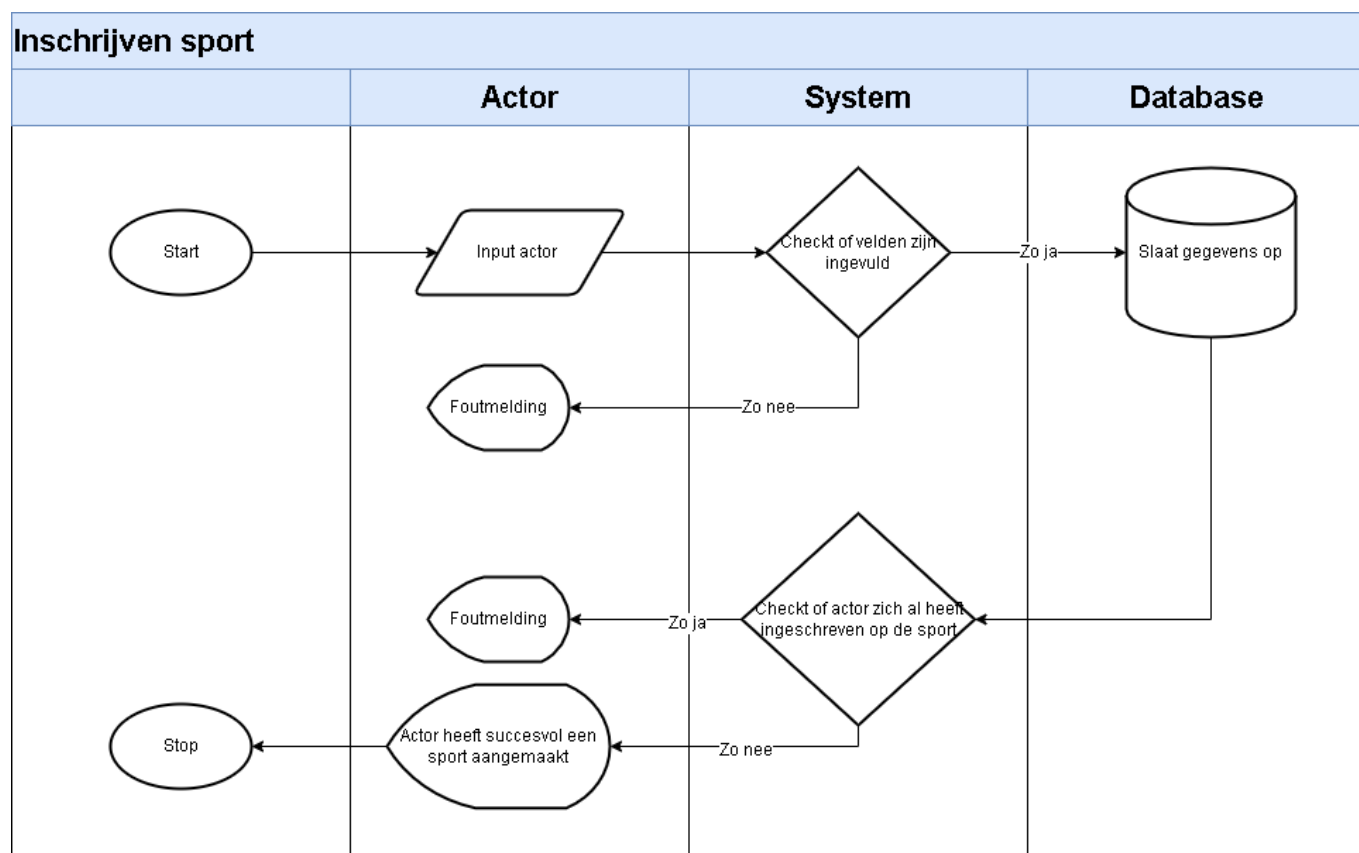 Inschrijven sport
Actor
System
Database
Start
Input actor
Checkt of velden zijn
ingevuld
Zo ja
Slaat gegevens op
Foutmelding
Zo nee
Foutmelding
Zo ja
Checkt of actor zich al heeft
ingeschreven op de sport
Stop
Actor heeft succesvol een
sport aangemaakt
Zo nee